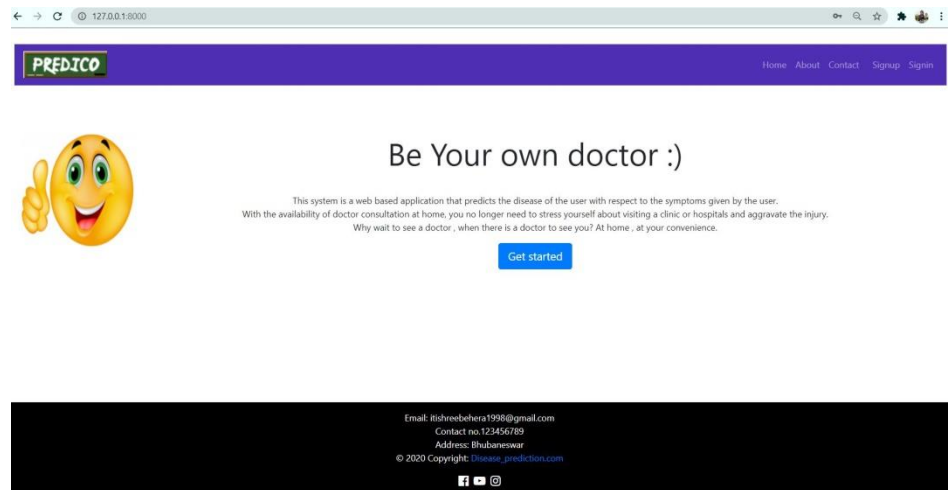 127.0.0.1:8000
PREDICO
Home About Contact Signup Signin
Be Your own doctor :)
This system is a web based application that predicts the disease of the user with respect to the symptoms given by the user.
With the availability of doctor consultation at home, you no longer need to stress yourself about visiting a clinic or hospitals and aggravate the injury.
Why wait to see a doctor , when there is a doctor to see you? At home , at your convenience.
Get started
Email: itishreebehera1998@gmail.com
Contact no.123456789
Address: Bhubaneswar
© 2020 Copyright: Disease_prediction.com